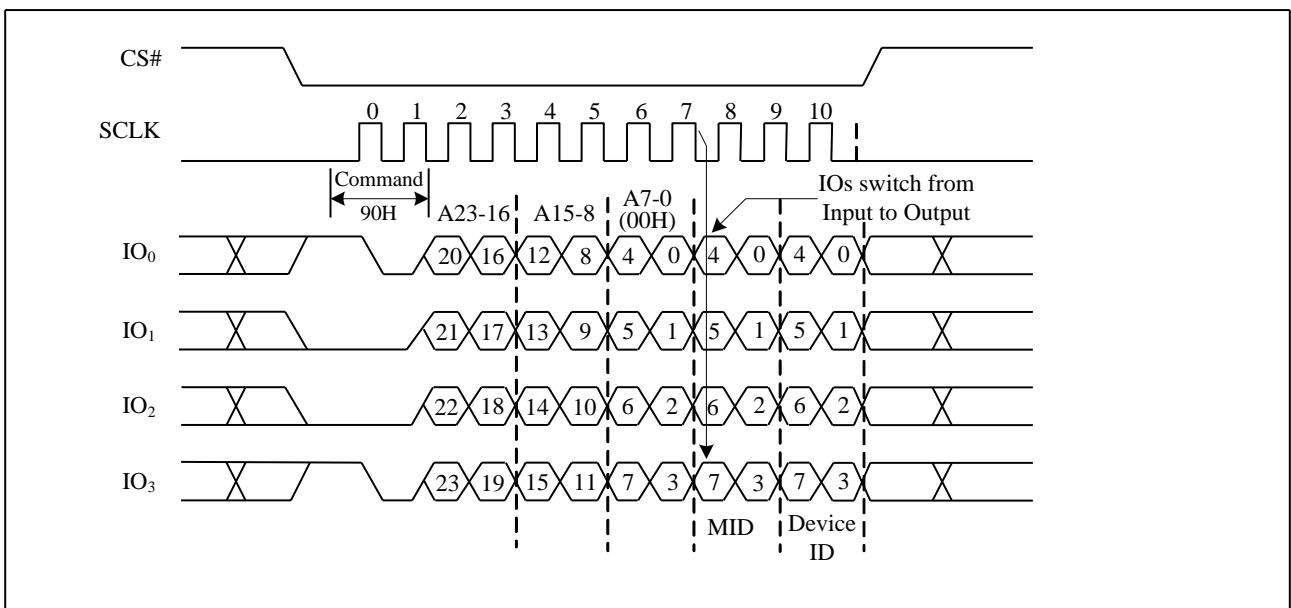 CS#
0 1 2 3 4 5 6 7 8 9 10
SCLK
Command
90H
A23-16
A15-8
A7-0
(00H)
IOs switch from
Input to Output
IO₀
20 16 12 8 4 0 4 0 4 0
IO₁
21 17 13 9 5 1 5 1 5 1
IO₂
22 18 14 10 6 2 6 2 6 2
IO₃
23 19 15 11 7 3 7 3 7 3
MID
Device
ID